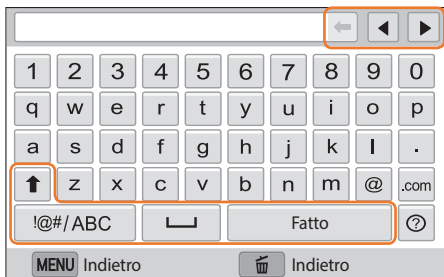 1 2 3 4 5 6 7 8 9 0
q w e r t y u i o p
a s d f g h j k l .
z x c v b n m @ .com
!@#/ABC Fatto ?
MENU Indietro Indietro